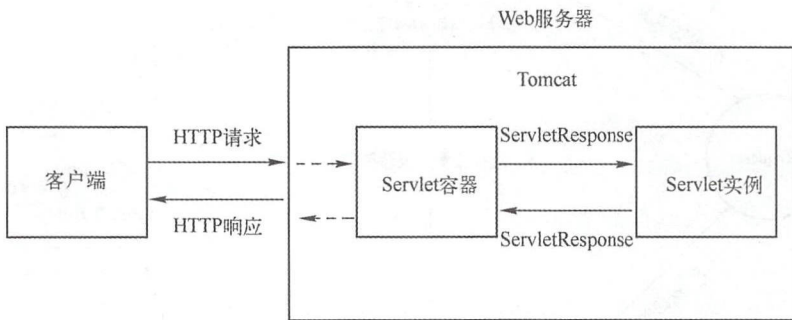 Web服务器
Tomcat
HTTP请求
ServletResponse
客户端
Servlet容器
Servlet实例
HTTP响应
ServletResponse